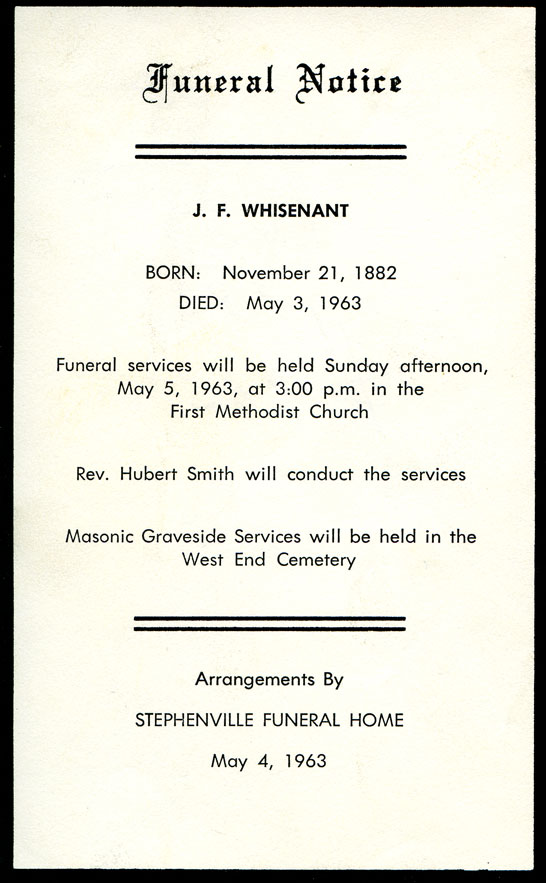 Funeral Notice
J. F. WHISENANT
BORN: November 21, 1882
DIED: May 3, 1963
Funeral services will be held Sunday afternoon,
May 5, 1963, at 3:00 p.m. in the
First Methodist Church
Rev. Hubert Smith will conduct the services
Masonic Graveside Services will be held in the
West End Cemetery
Arrangements By
STEPHENVILLE FUNERAL HOME
May 4, 1963